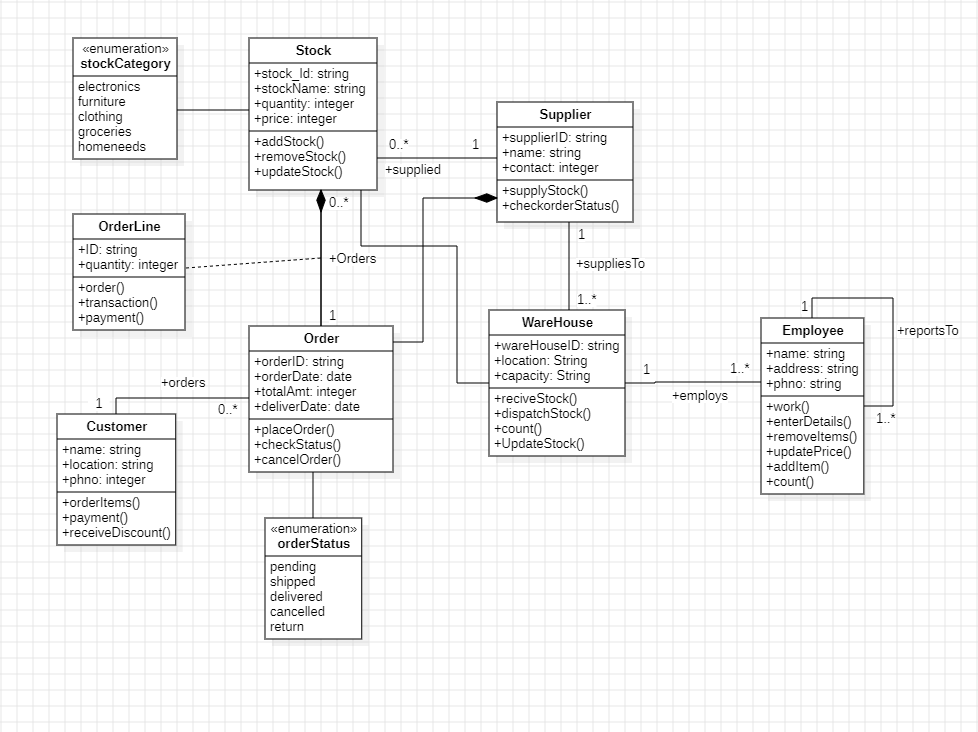 «enumeration»
stockCategory
electronics
furniture
clothing
groceries
homeneeds
Stock
+stock_Id: string
+stockName: string
+quantity: integer
+price: integer
+addStock()
+removeStock()
+updateStock()
0..*
1
+supplied
Supplier
+supplierID: string
+name: string
+contact: integer
+supplyStock()
+checkorderStatus()
OrderLine
+ID: string
+quantity: integer
+order()
+transaction()
+payment()
0..*
+Orders
1
1
+suppliesTo
1..*
Order
+orderID: string
+orderDate: date
+totalAmt: integer
+deliverDate: date
+placeOrder()
+checkStatus()
+cancelOrder()
WareHouse
+wareHouseID: string
+location: String
+capacity: String
+reciveStock()
+dispatchStock()
+count()
+UpdateStock()
1
1..*
+employs
Employee
+name: string
+address: string
+phno: string
+work()
+enterDetails()
+removeItems()
+updatePrice()
+addItem()
+count()
1
+reportsTo
1..*
+orders
1
0..*
Customer
+name: string
+location: string
+phno: integer
+orderItems()
+payment()
+receiveDiscount()
«enumeration»
orderStatus
pending
shipped
delivered
cancelled
return